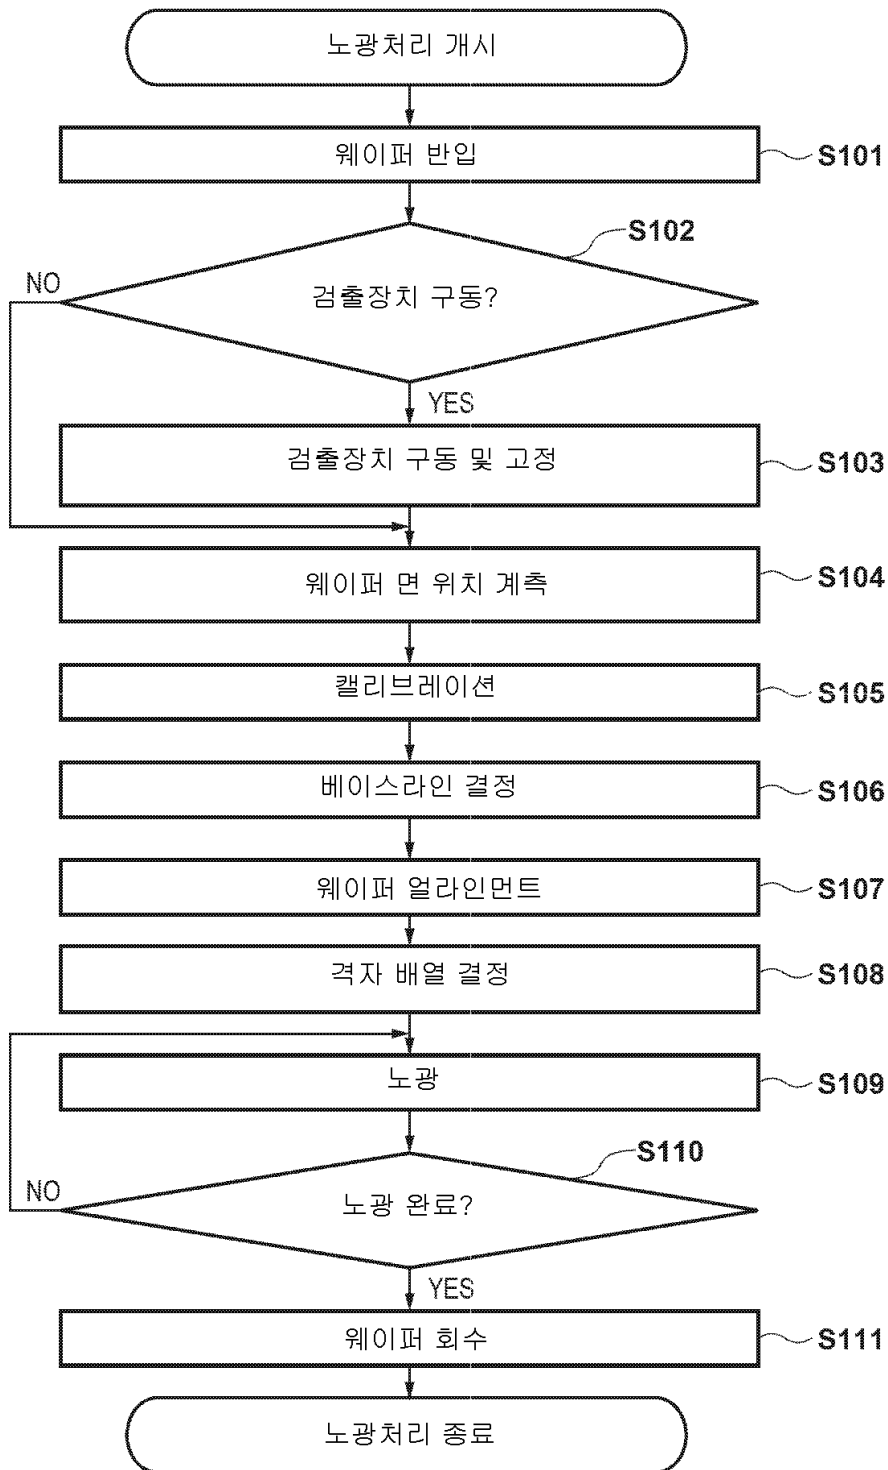 노광처리 개시
웨이퍼 반입
S101
S102
NO
검출장치 구동?
YES
검출장치 구동 및 고정
S103
웨이퍼 면 위치 계측
S104
캘리브레이션
S105
베이스라인 결정
S106
웨이퍼 얼라인먼트
S107
격자 배열 결정
S108
노광
S109
S110
NO
노광 완료?
YES
웨이퍼 회수
S111
노광처리 종료